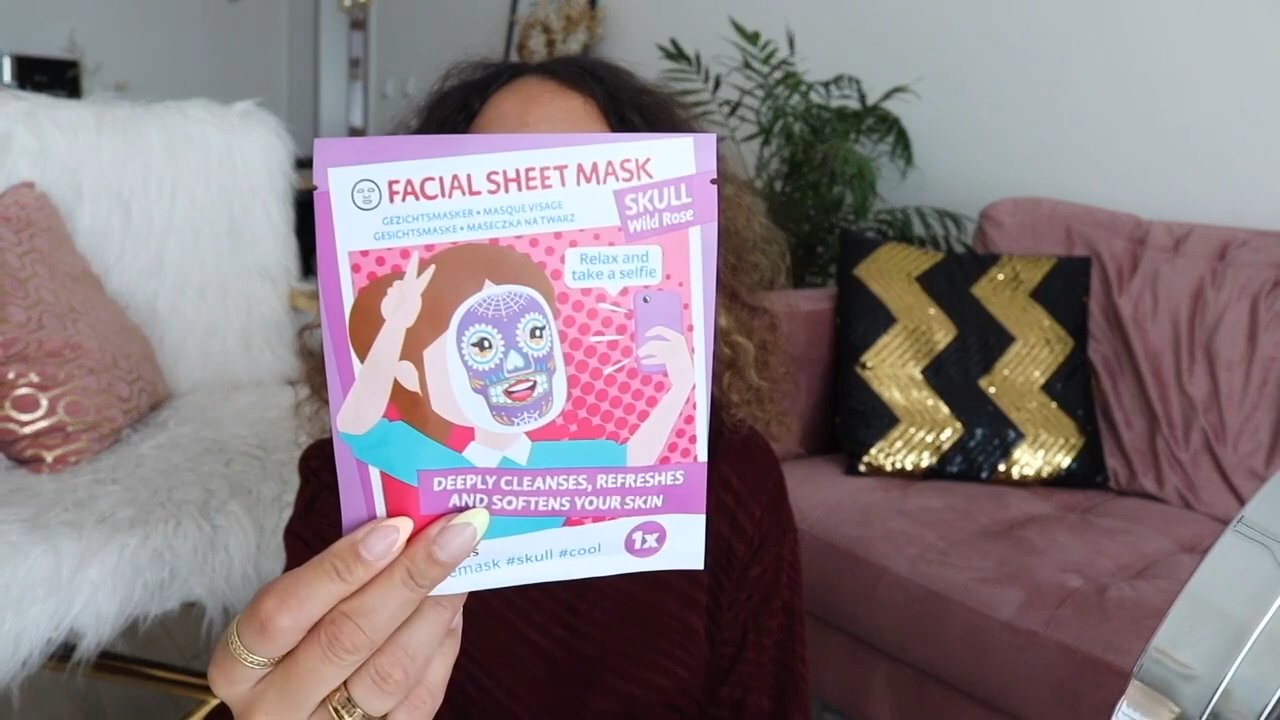 FACIAL SHEET MASK
GEZICHTSMASKER • MASQUE VISAGE
GESICHTSMASKE • MASECZKA NA TWARZ
SKULL
Wild Rose
Relax and
take a selfie
DEEPLY CLEANSES, REFRESHES
AND SOFTENS YOUR SKIN
#skull #cool
1x